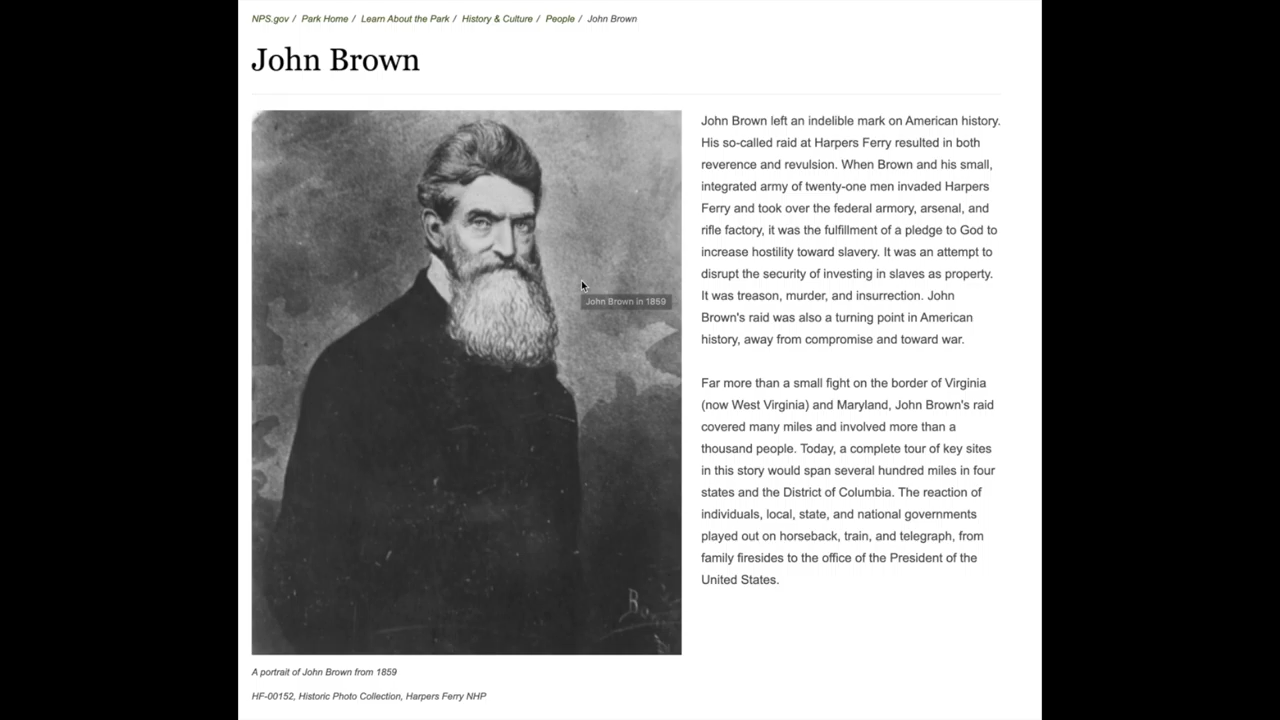 NPS.gov / Park Home / Learn About the Park / History & Culture / People / John Brown
John Brown
John Brown left an indelible mark on American history.
His so-called raid at Harpers Ferry resulted in both
reverence and revulsion. When Brown and his small,
integrated army of twenty-one men invaded Harpers
Ferry and took over the federal armory, arsenal, and
rifle factory, it was the fulfillment of a pledge to God to
increase hostility toward slavery. It was an attempt to
disrupt the security of investing in slaves as property.
It was treason, murder, and insurrection. John
Brown's raid was also a turning point in American
history, away from compromise and toward war.
Far more than a small fight on the border of Virginia
(now West Virginia) and Maryland, John Brown's raid
covered many miles and involved more than a
thousand people. Today, a complete tour of key sites
in this story would span several hundred miles in four
states and the District of Columbia. The reaction of
individuals, local, state, and national governments
played out on horseback, train, and telegraph, from
family firesides to the office of the President of the
United States.
John Brown in 1859
A portrait of John Brown from 1859
HF-00152, Historic Photo Collection, Harpers Ferry NHP